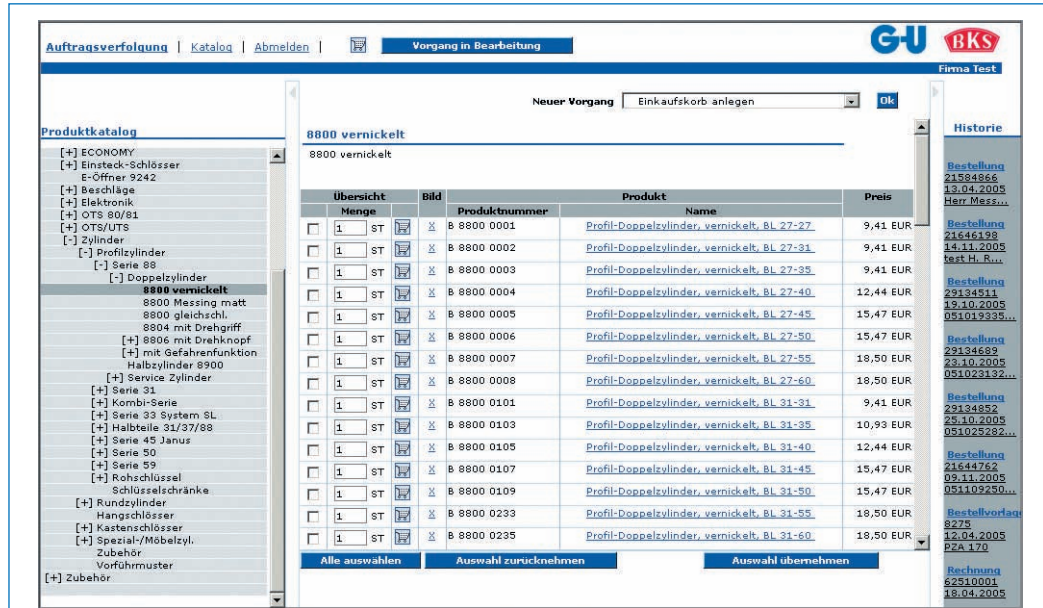 Auftragsverfolgung | Katalog | Abmelden | Vorgang in Bearbeitung
G-U BKS
Firma Test
Neuer Vorgang Einkaufskorb anlegen Ok
Produktkatalog
[+] ECONOMY
[+] Einsteck-Schlösser
E-Öffner 9242
[+] Beschläge
[+] Elektronik
[+] OTS 80/81
[+] OTS/UTS
[-] Zylinder
[-] Profilzylinder
[-] Serie 88
[-] Doppelzylinder
8800 vernickelt
8800 Messing matt
8800 gleichschl.
8804 mit Drehgriff
[+] 8806 mit Drehknopf
[+] mit Gefahrenfunktion
Halbzylinder 8900
[+] Service Zylinder
[+] Serie 31
[+] Kombi-Serie
[+] Serie 33 System SL
[+] Halbteile 31/37/88
[+] Serie 45 Janus
[+] Serie 50
[+] Serie 59
[+] Rohschlüssel
Schlüsselschränke
[+] Rundzylinder
Hangschlösser
[+] Kastenschlösser
[+] Spezial-/Möbelzyl.
Zubehör
Vorführmuster
[+] Zubehör
8800 vernickelt
8800 vernickelt
Übersicht Bild Produkt Preis
Menge Produktnummer Name
1 ST X B 8800 0001 Profil-Doppelzylinder, vernickelt, BL 27-27 9,41 EUR
1 ST X B 8800 0002 Profil-Doppelzylinder, vernickelt, BL 27-31 9,41 EUR
1 ST X B 8800 0003 Profil-Doppelzylinder, vernickelt, BL 27-35 9,41 EUR
1 ST X B 8800 0004 Profil-Doppelzylinder, vernickelt, BL 27-40 12,44 EUR
1 ST X B 8800 0005 Profil-Doppelzylinder, vernickelt, BL 27-45 15,47 EUR
1 ST X B 8800 0006 Profil-Doppelzylinder, vernickelt, BL 27-50 15,47 EUR
1 ST X B 8800 0007 Profil-Doppelzylinder, vernickelt, BL 27-55 18,50 EUR
1 ST X B 8800 0008 Profil-Doppelzylinder, vernickelt, BL 27-60 18,50 EUR
1 ST X B 8800 0101 Profil-Doppelzylinder, vernickelt, BL 31-31 9,41 EUR
1 ST X B 8800 0103 Profil-Doppelzylinder, vernickelt, BL 31-35 10,93 EUR
1 ST X B 8800 0105 Profil-Doppelzylinder, vernickelt, BL 31-40 12,44 EUR
1 ST X B 8800 0107 Profil-Doppelzylinder, vernickelt, BL 31-45 15,47 EUR
1 ST X B 8800 0109 Profil-Doppelzylinder, vernickelt, BL 31-50 15,47 EUR
1 ST X B 8800 0233 Profil-Doppelzylinder, vernickelt, BL 31-55 18,50 EUR
1 ST X B 8800 0235 Profil-Doppelzylinder, vernickelt, BL 31-60 18,50 EUR
Alle auswählen Auswahl zurücknehmen Auswahl übernehmen
Historie
Bestellung
21584866
13.04.2005
Herr Mess...
Bestellung
21646198
14.11.2005
test H. R...
Bestellung
29134511
19.10.2005
051019335...
Bestellung
29134689
23.10.2005
051023132...
Bestellung
29134852
25.10.2005
051025282...
Bestellung
21644762
09.11.2005
051109250...
Bestellvorlage
8275
12.04.2005
PZA 170
Rechnung
62510001
18.04.2005